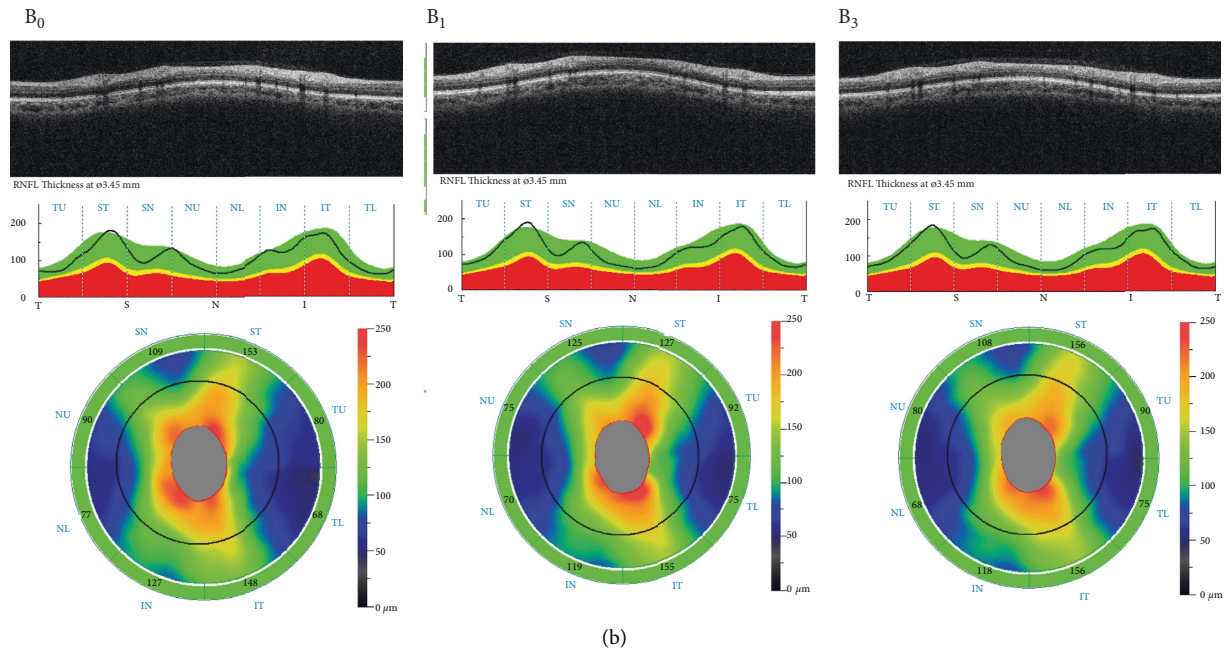 B0
B1
B3
RNFL Thickness at ø3.45 mm
TU ST SN NU NL IN IT TL
200
100
0
T S N I T
RNFL Thickness at ø3.45 mm
TU ST SN NU NL IN IT TL
200
100
0
T S N I T
RNFL Thickness at ø3.45 mm
TU ST SN NU NL IN IT TL
200
100
0
T S N I T
SN ST
109 153
NU 90 80 TU
NL 77 68 TL
127 148
IN IT
250
200
150
100
50
0 μm
SN ST
125 127
NU 75 92 TU
NL 70 75 TL
119 155
IN IT
250
200
150
100
50
0 μm
SN ST
108 156
NU 80 90 TU
NL 68 75 TL
118 156
IN IT
250
200
150
100
50
0 μm
(b)